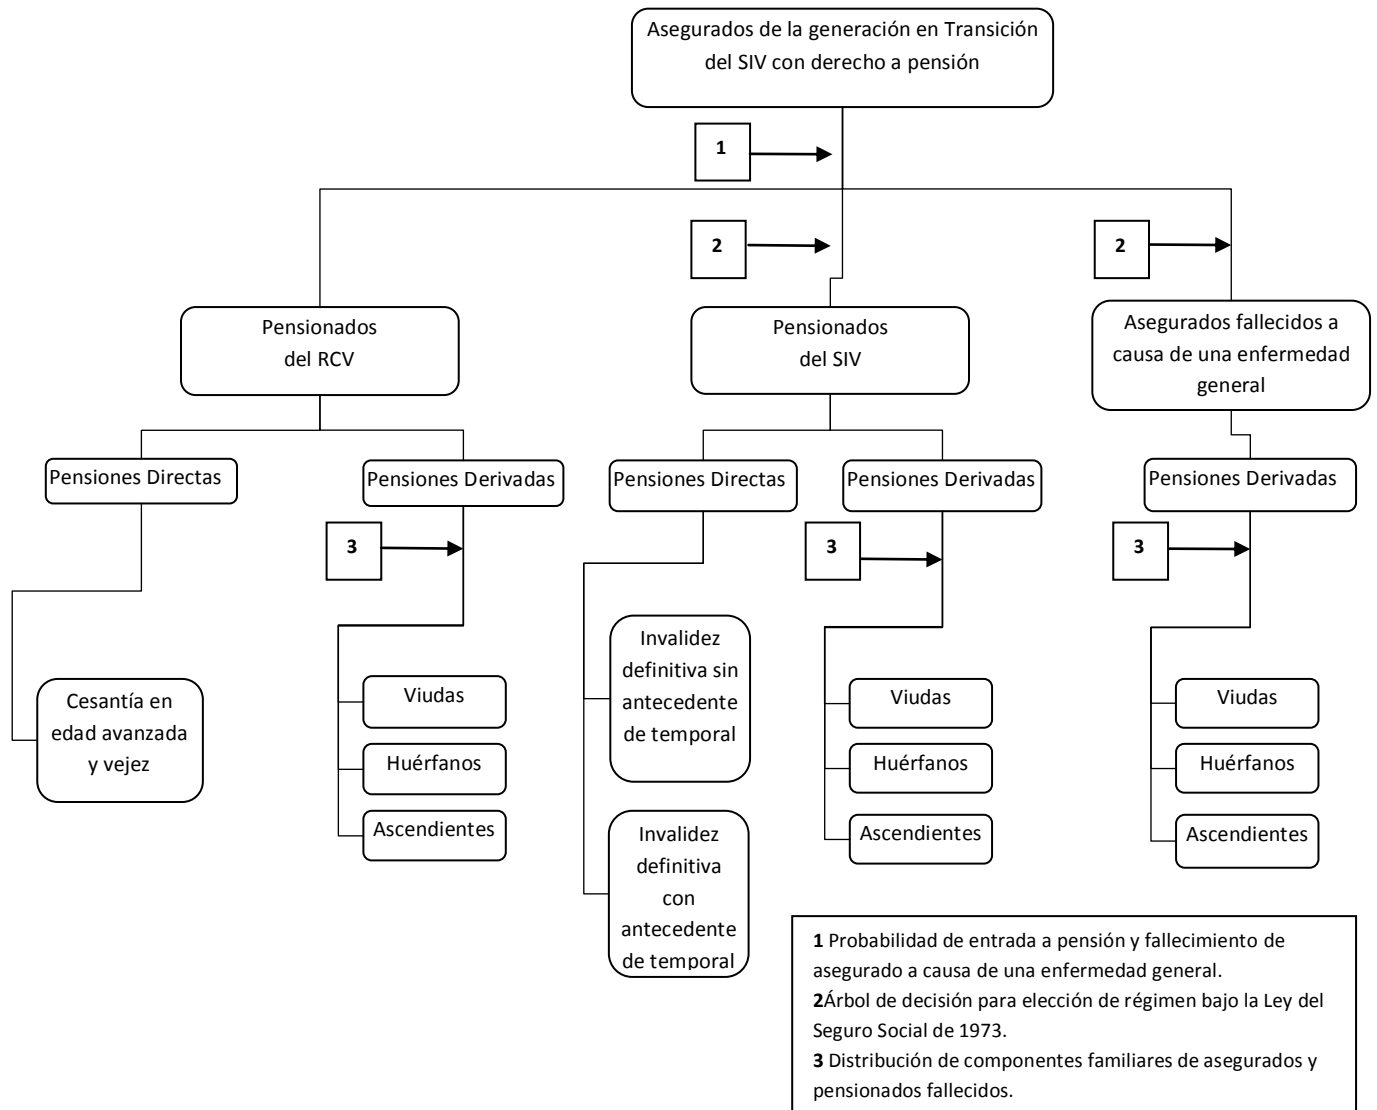 Asegurados de la generación en Transición
del SIV con derecho a pensión
1
2
2
Pensionados
del RCV
Pensionados
del SIV
Asegurados fallecidos a
causa de una enfermedad
general
Pensiones Directas
Pensiones Derivadas
Pensiones Directas
Pensiones Derivadas
Pensiones Derivadas
3
3
3
Cesantía en
edad avanzada
y vejez
Viudas
Huérfanos
Ascendientes
Invalidez
definitiva sin
antecedente
de temporal
Invalidez
definitiva
con
antecedente
de temporal
Viudas
Huérfanos
Ascendientes
Viudas
Huérfanos
Ascendientes
1 Probabilidad de entrada a pensión y fallecimiento de
asegurado a causa de una enfermedad general.
2Árbol de decisión para elección de régimen bajo la Ley del
Seguro Social de 1973.
3 Distribución de componentes familiares de asegurados y
pensionados fallecidos.